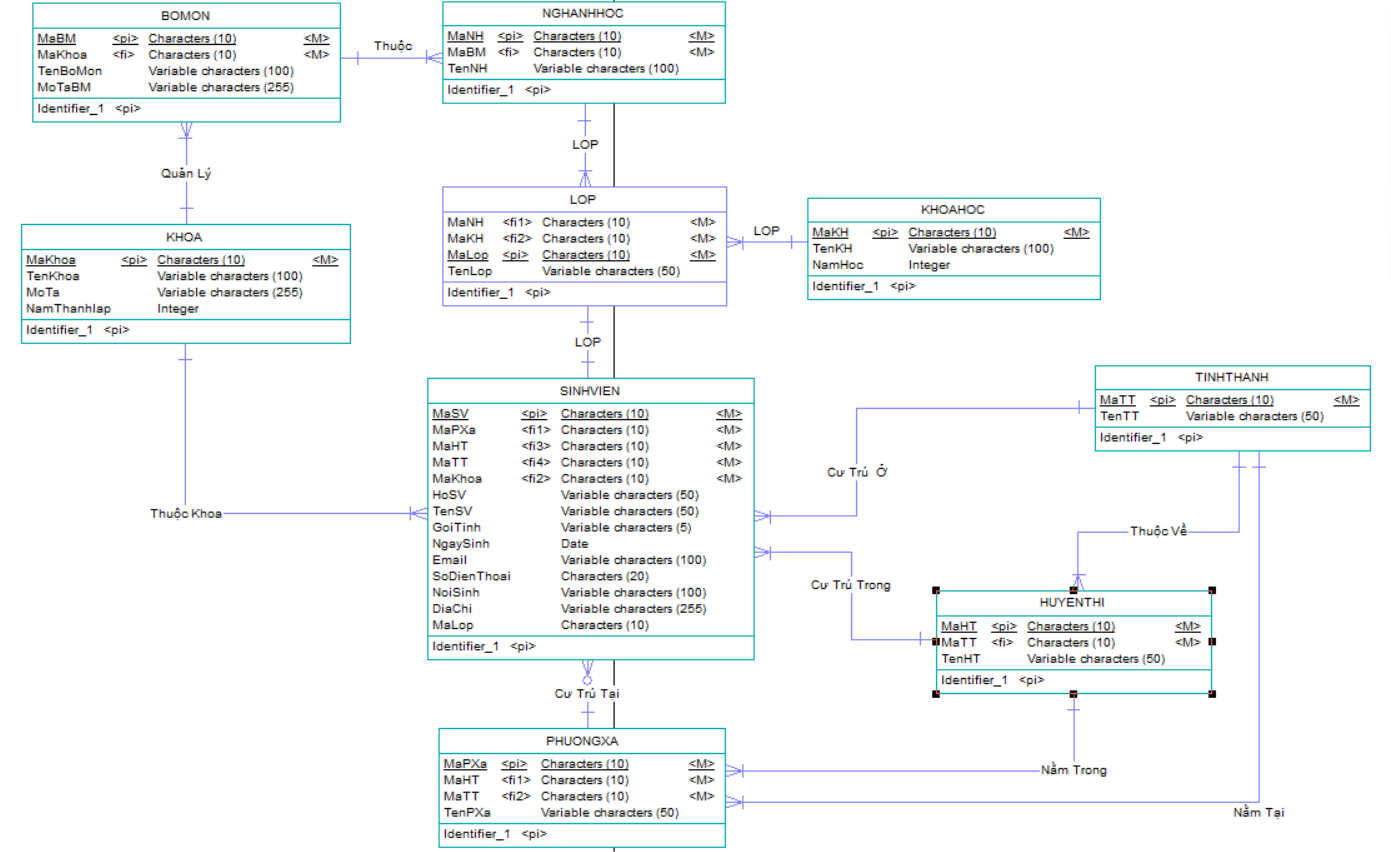 BOMON
MaBM <pi> Characters (10) <M>
MaKhoa <fi> Characters (10) <M>
TenBoMon Variable characters (100)
MoTaBM Variable characters (255)
Identifier_1 <pi>
Thuộc
NGHANHHOC
MaNH <pi> Characters (10) <M>
MaBM <fi> Characters (10) <M>
TenNH Variable characters (100)
Identifier_1 <pi>
Quản Lý
LOP
KHOA
MaKhoa <pi> Characters (10) <M>
TenKhoa Variable characters (100)
MoTa Variable characters (255)
NamThanhlap Integer
Identifier_1 <pi>
LOP
MaNH <fi1> Characters (10) <M>
MaKH <fi2> Characters (10) <M>
MaLop <pi> Characters (10) <M>
TenLop Variable characters (50)
Identifier_1 <pi>
LOP
KHOAHOC
MaKH <pi> Characters (10) <M>
TenKH Variable characters (100)
NamHoc Integer
Identifier_1 <pi>
LOP
SINHVIEN
MaSV <pi> Characters (10) <M>
MaPXa <fi1> Characters (10) <M>
MaHT <fi3> Characters (10) <M>
MaTT <fi4> Characters (10) <M>
MaKhoa <fi2> Characters (10) <M>
HoSV Variable characters (50)
TenSV Variable characters (50)
GoiTinh Variable characters (5)
NgaySinh Date
Email Variable characters (100)
SoDienThoai Characters (20)
NoiSinh Variable characters (100)
DiaChi Variable characters (255)
MaLop Characters (10)
Identifier_1 <pi>
Thuộc Khoa
TINHTHANH
MaTT <pi> Characters (10) <M>
TenTT Variable characters (50)
Identifier_1 <pi>
Cư Trú Ở
Thuộc Về
Cư Trú Trong
HUYENTHI
MaHT <pi> Characters (10) <M>
MaTT <fi> Characters (10) <M>
TenHT Variable characters (50)
Identifier_1 <pi>
Cư Trú Tại
PHUONGXA
MaPXa <pi> Characters (10) <M>
MaHT <fi1> Characters (10) <M>
MaTT <fi2> Characters (10) <M>
TenPXa Variable characters (50)
Identifier_1 <pi>
Nằm Trong
Nằm Tại